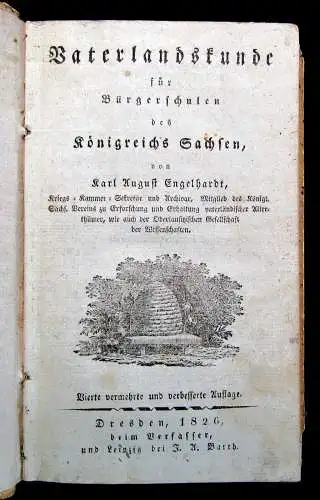 Vaterlandskunde
für
Bürgerschulen
des
Königreichs Sachsen,
von
Karl August Engelhardt,
Kriegs-Kammer-Sekretär und Archivar, Mitglied des Königl.
Sächs. Vereins zu Erforschung und Erhaltung vaterländischer Alter-
thümer, wie auch der Oberlausitzischen Gesellschaft
der Wissenschaften.
Vierte vermehrte und verbesserte Auflage.
Dresden, 1826,
beim Verfasser,
und Leipzig bei J. A. Barth.